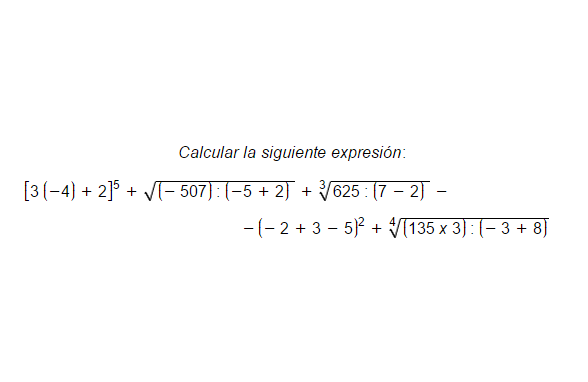 Calcular la siguiente expresión:
[3 (−4) + 2]⁵ + √(− 507) : (−5 + 2) + ∛625 : (7 − 2) −
− (− 2 + 3 − 5)² + ∜(135 x 3) : (− 3 + 8)